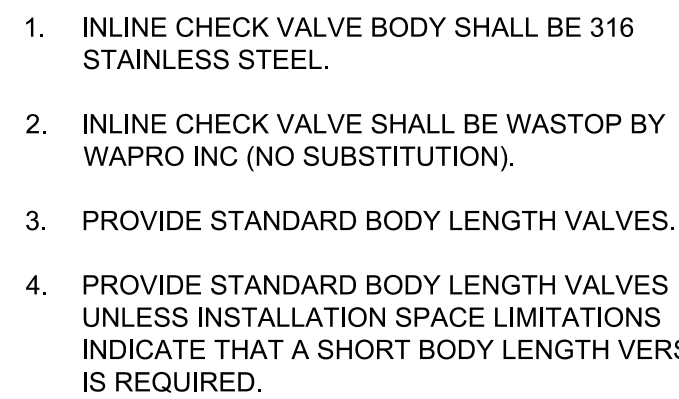 1. INLINE CHECK VALVE BODY SHALL BE 316
STAINLESS STEEL.
2. INLINE CHECK VALVE SHALL BE WASTOP BY
WAPRO INC (NO SUBSTITUTION).
3. PROVIDE STANDARD BODY LENGTH VALVES.
4. PROVIDE STANDARD BODY LENGTH VALVES
UNLESS INSTALLATION SPACE LIMITATIONS
INDICATE THAT A SHORT BODY LENGTH
IS REQUIRED.